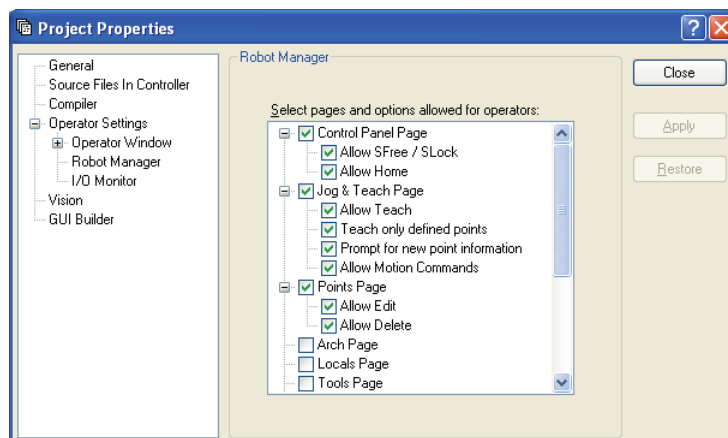 Project Properties
General
Source Files In Controller
Compiler
Operator Settings
Operator Window
Robot Manager
I/O Monitor
Vision
GUI Builder
Robot Manager
Select pages and options allowed for operators:
Control Panel Page
Allow SFree / SLock
Allow Home
Jog & Teach Page
Allow Teach
Teach only defined points
Prompt for new point information
Allow Motion Commands
Points Page
Allow Edit
Allow Delete
Arch Page
Locals Page
Tools Page
Close
Apply
Restore